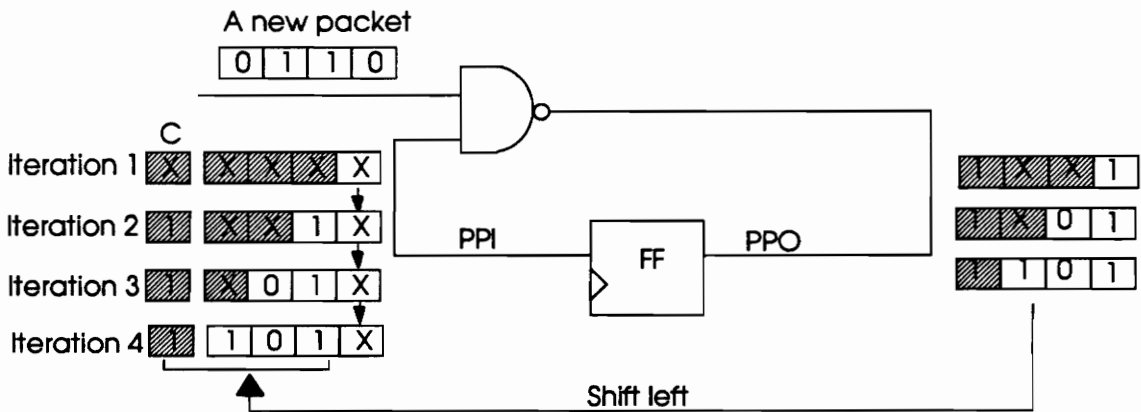 A new packet
0 1 1 0
C
Iteration 1 X X X X X
Iteration 2 1 X X 1 X
Iteration 3 1 X 0 1 X
Iteration 4 1 1 0 1 X
PPI
FF
PPO
1 X X 1
1 X 0 1
1 1 0 1
Shift left